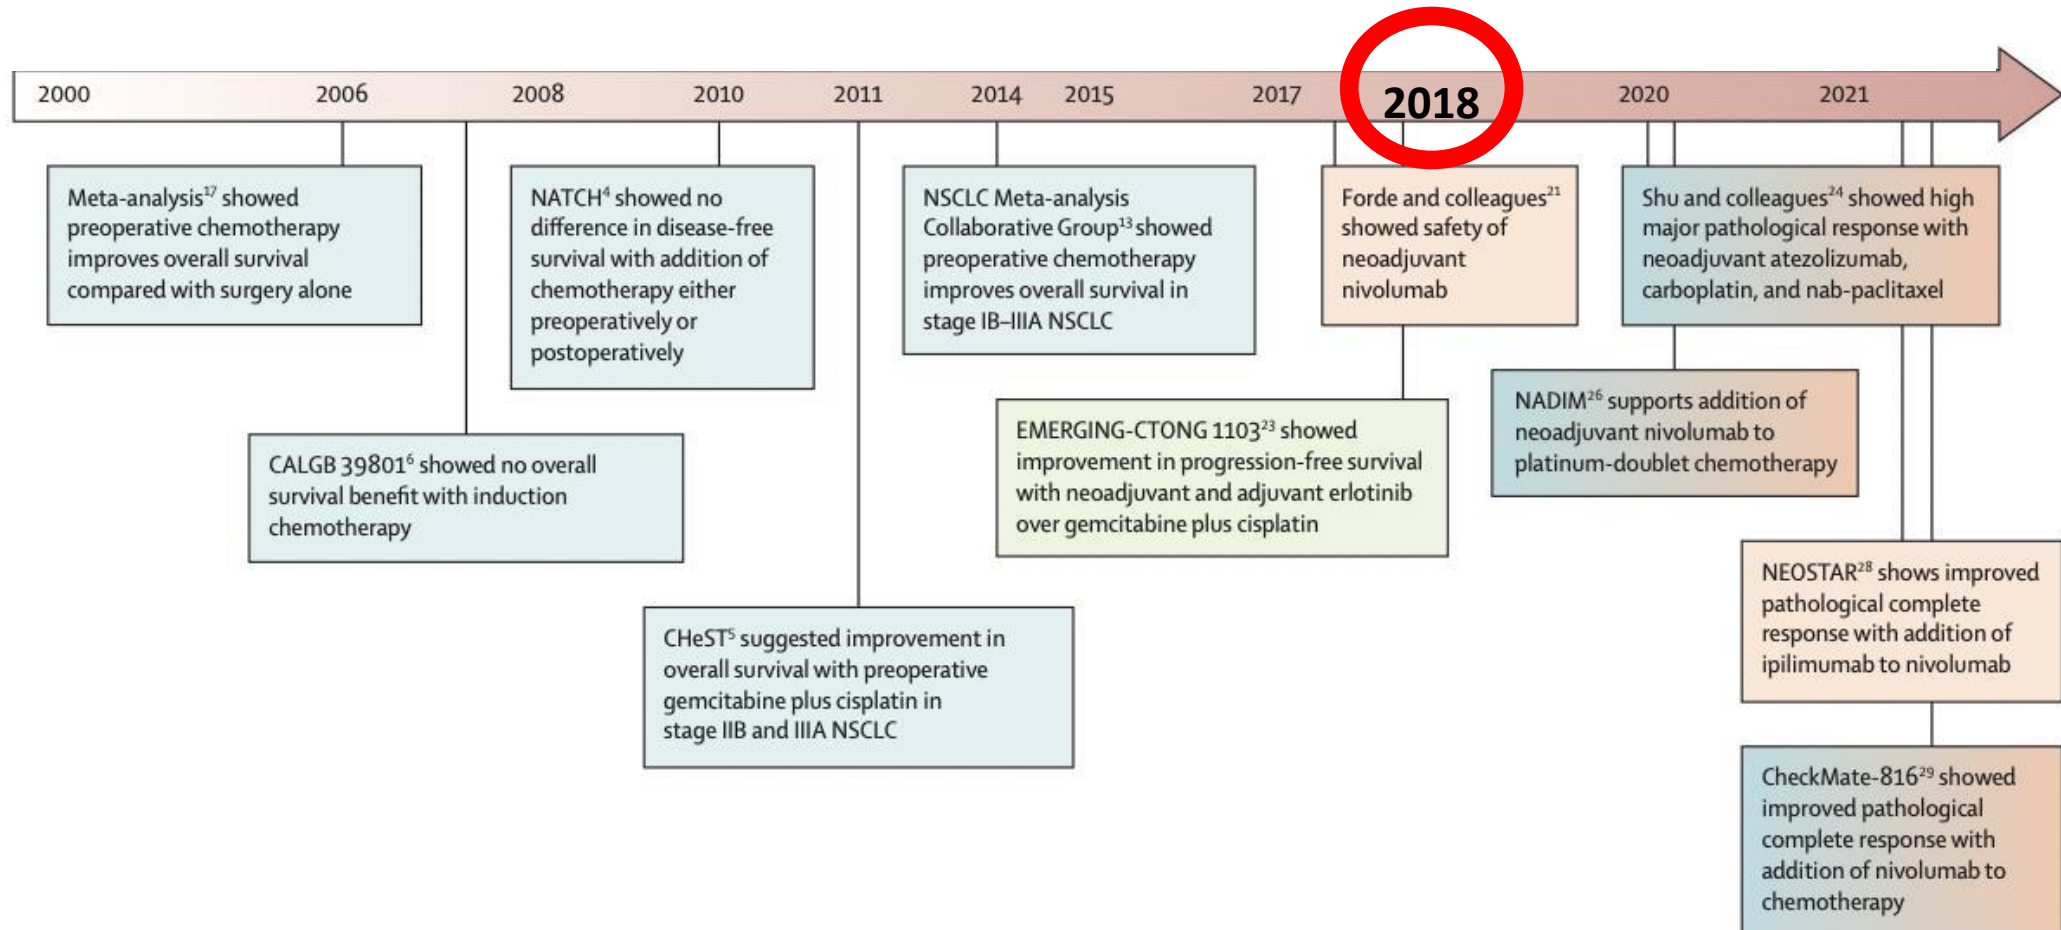 2000 2006 2008 2010 2011 2014 2015 2017 2018 2020 2021
Meta-analysis¹⁷ showed
preoperative chemotherapy
improves overall survival
compared with surgery alone
NATCH⁴ showed no
difference in disease-free
survival with addition of
chemotherapy either
preoperatively or
postoperatively
NSCLC Meta-analysis
Collaborative Group¹³ showed
preoperative chemotherapy
improves overall survival in
stage IB–IIIA NSCLC
Forde and colleagues²¹
showed safety of
neoadjuvant
nivolumab
Shu and colleagues²⁴ showed high
major pathological response with
neoadjuvant atezolizumab,
carboplatin, and nab-paclitaxel
CALGB 39801⁶ showed no overall
survival benefit with induction
chemotherapy
EMERGING-CTONG 1103²³ showed
improvement in progression-free survival
with neoadjuvant and adjuvant erlotinib
over gemcitabine plus cisplatin
NADIM²⁶ supports addition of
neoadjuvant nivolumab to
platinum-doublet chemotherapy
CHeST⁵ suggested improvement in
overall survival with preoperative
gemcitabine plus cisplatin in
stage IIB and IIIA NSCLC
NEOSTAR²⁸ shows improved
pathological complete
response with addition of
ipilimumab to nivolumab
CheckMate-816²⁹ showed
improved pathological
complete response with
addition of nivolumab to
chemotherapy